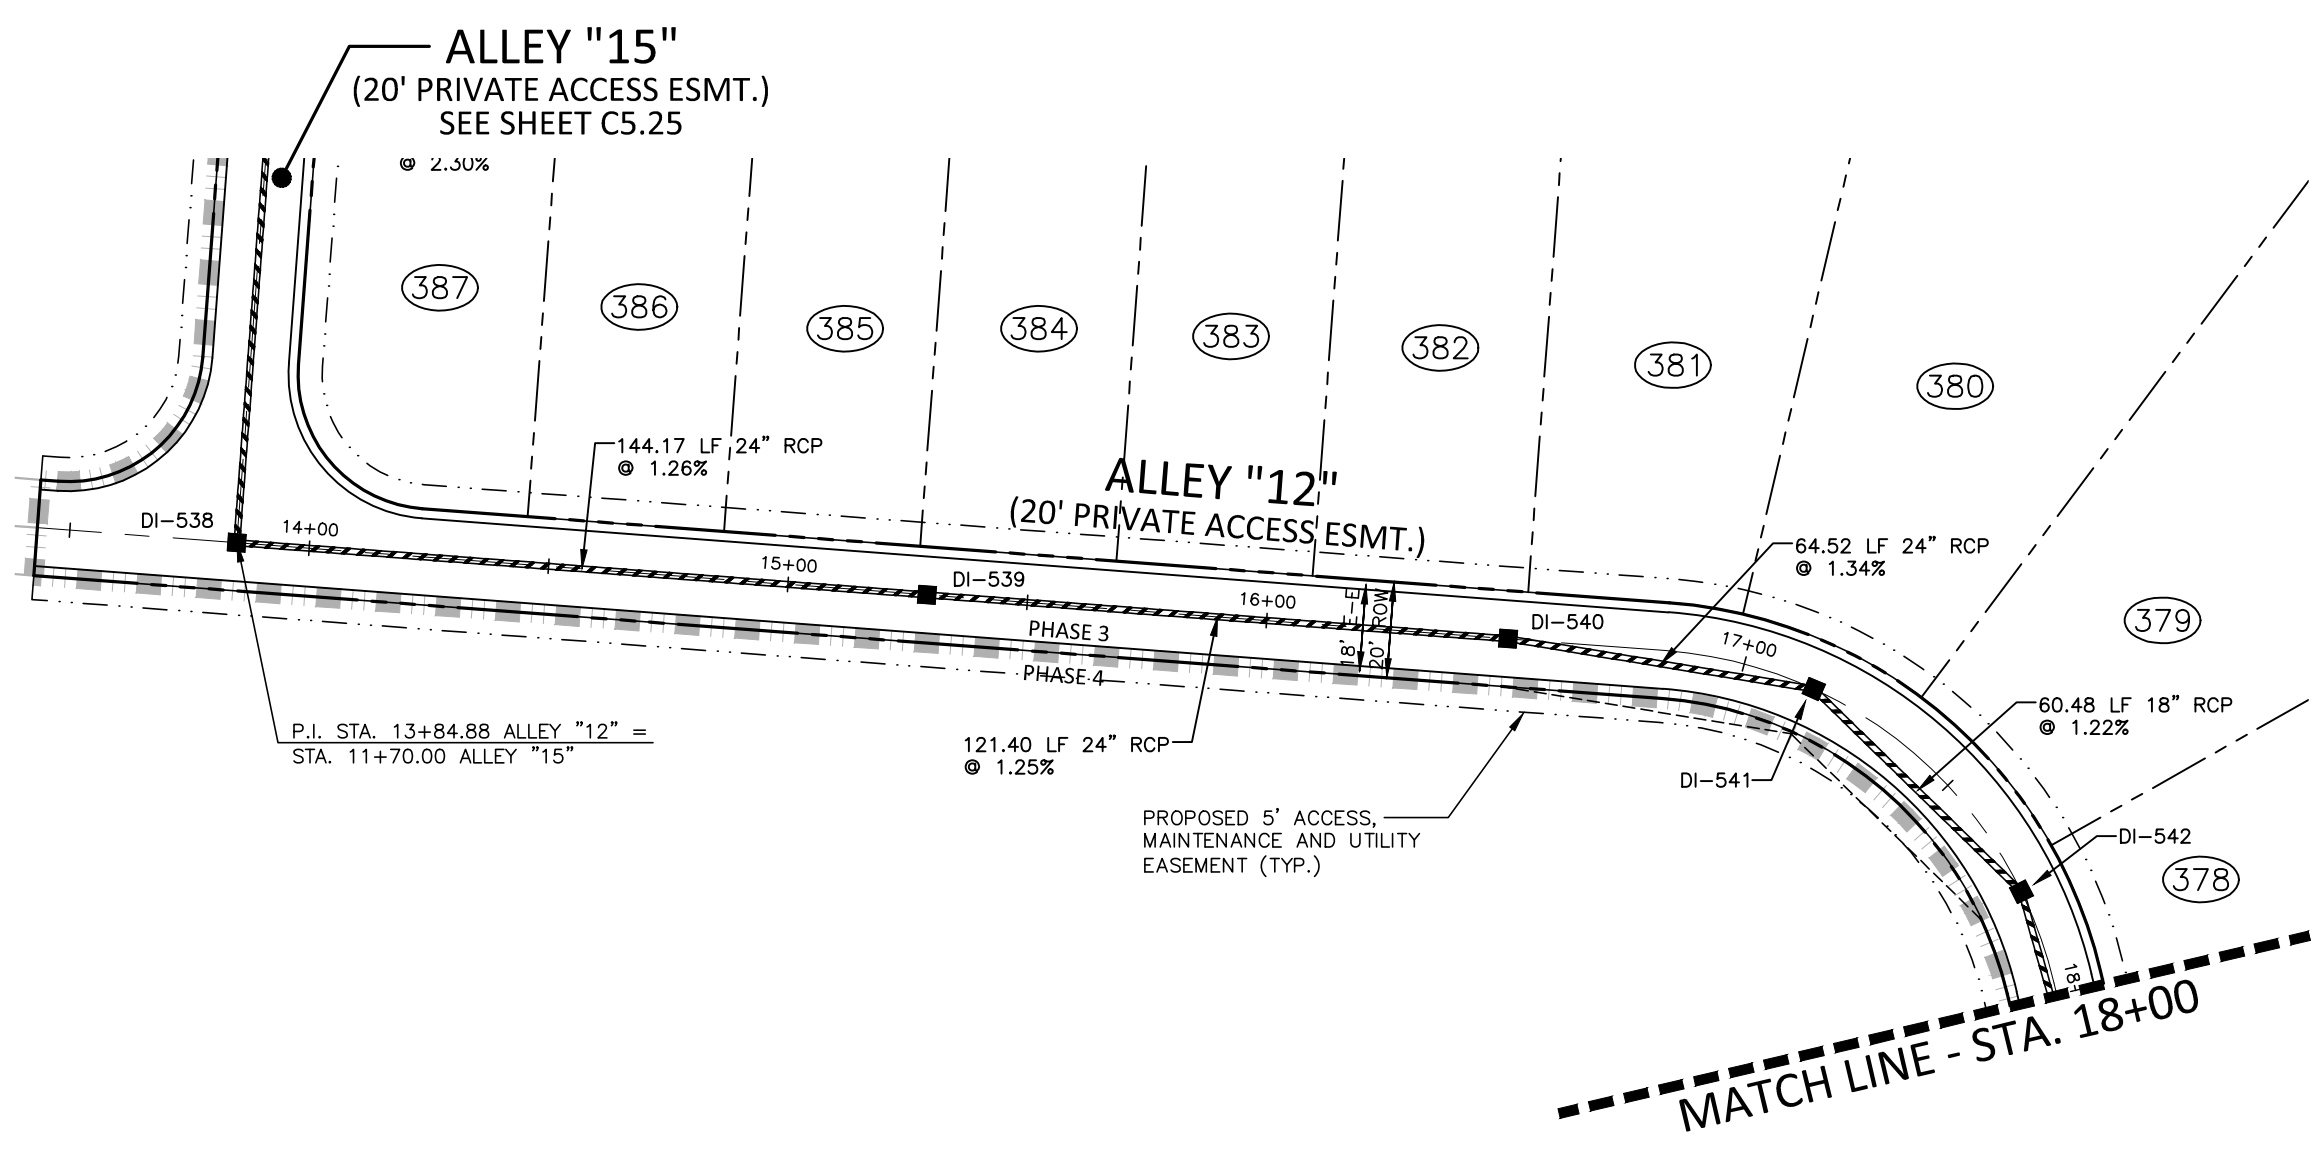 ALLEY "15"
(20' PRIVATE ACCESS ESMT.)
SEE SHEET C5.25
@ 2.30%
387
386
385
384
383
382
381
380
379
378
144.17 LF 24" RCP
@ 1.26%
ALLEY "12"
(20' PRIVATE ACCESS ESMT.)
DI-538
14+00
15+00
DI-539
16+00
18' E-E
20' ROW
DI-540
17+00
64.52 LF 24" RCP
@ 1.34%
PHASE 3
PHASE 4
P.I. STA. 13+84.88 ALLEY "12" =
STA. 11+70.00 ALLEY "15"
121.40 LF 24" RCP
@ 1.25%
60.48 LF 18" RCP
@ 1.22%
DI-541
PROPOSED 5' ACCESS,
MAINTENANCE AND UTILITY
EASEMENT (TYP.)
DI-542
18+
MATCH LINE - STA. 18+00